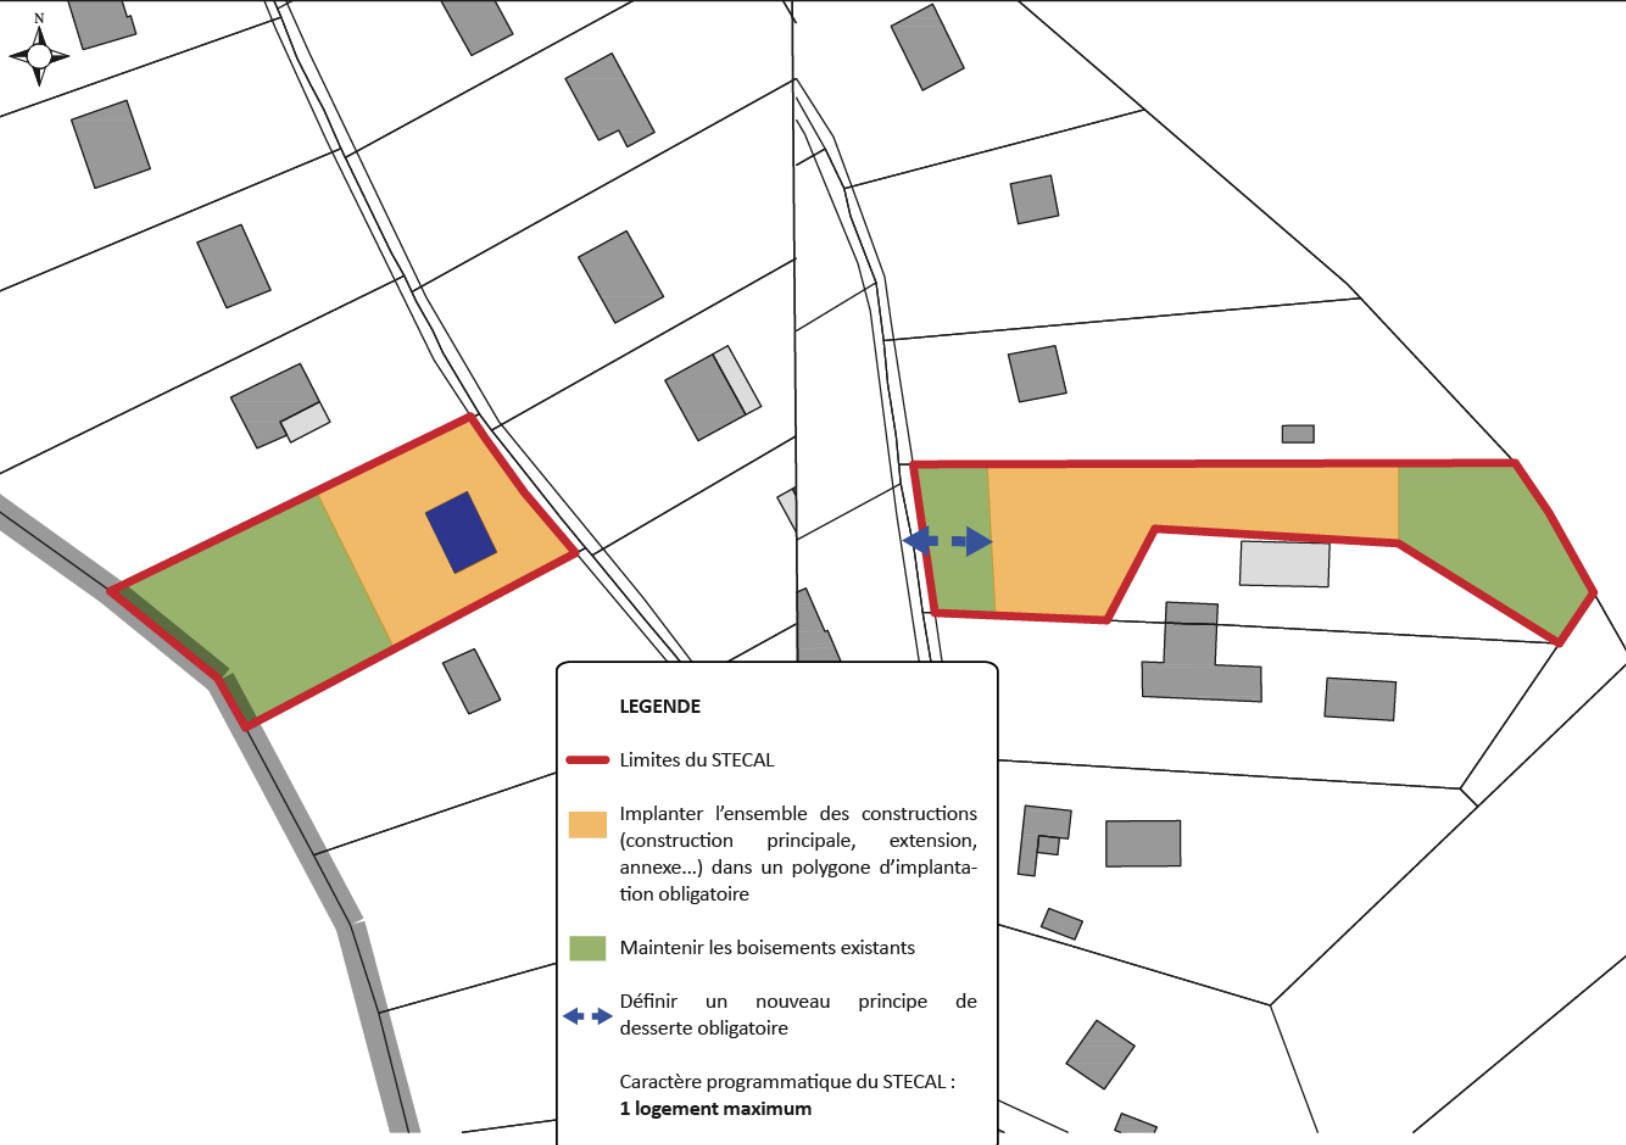 N
LEGENDE
Limites du STECAL
Implanter l'ensemble des constructions
(construction principale, extension,
annexe...) dans un polygone d'implanta-
tion obligatoire
Maintenir les boisements existants
Définir un nouveau principe de
desserte obligatoire
Caractère programmatique du STECAL :
1 logement maximum